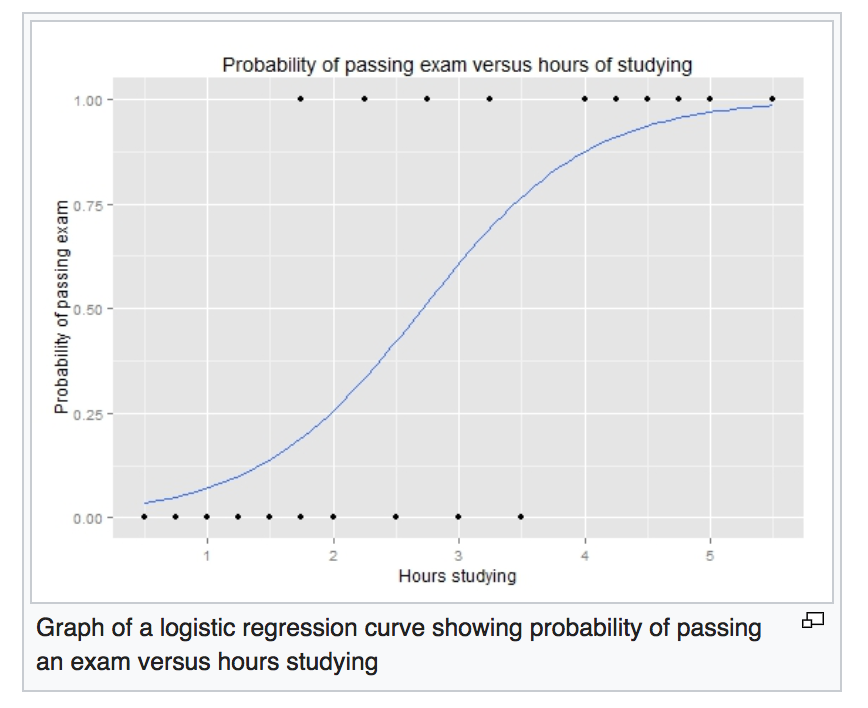 Probability of passing exam versus hours of studying
Probability of passing exam
1.00
0.75
0.50
0.25
0.00
1 2 3 4 5
Hours studying
Graph of a logistic regression curve showing probability of passing
an exam versus hours studying